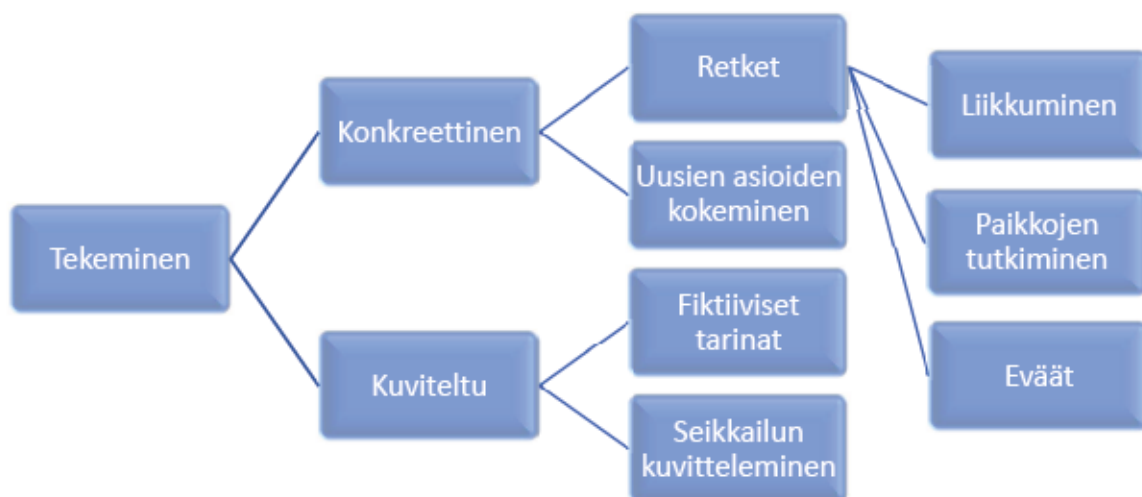 Tekeminen
Konkreettinen
Kuviteltu
Retket
Uusien asioiden
kokeminen
Fiktiiviset
tarinat
Seikkailun
kuvitteleminen
Liikkuminen
Paikkojen
tutkiminen
Eväät